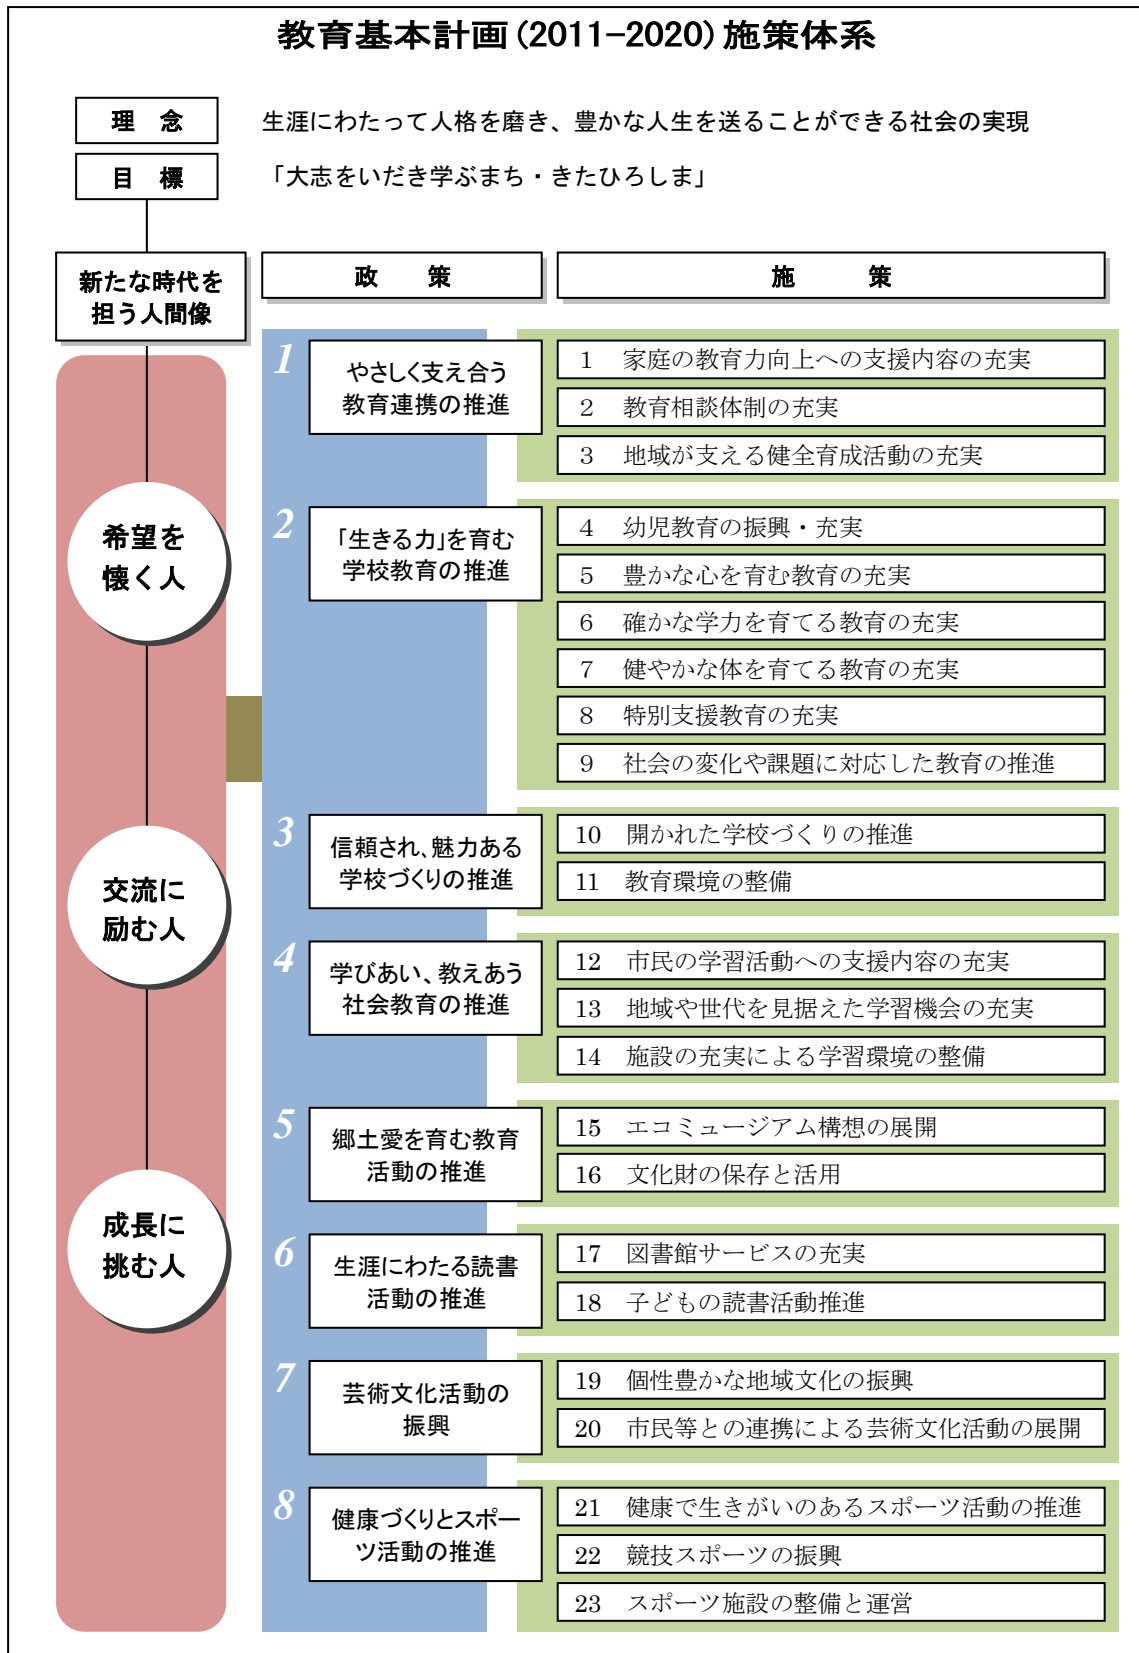 教育基本計画(2011−2020)施策体系
理　念
生涯にわたって人格を磨き、豊かな人生を送ることができる社会の実現
目　標
「大志をいだき学ぶまち・きたひろしま」
新たな時代を
担う人間像
政　　策
施　　　策
希望を
懐く人
交流に
励む人
成長に
挑む人
1
やさしく支え合う
教育連携の推進
1　家庭の教育力向上への支援内容の充実
2　教育相談体制の充実
3　地域が支える健全育成活動の充実
2
「生きる力」を育む
学校教育の推進
4　幼児教育の振興・充実
5　豊かな心を育む教育の充実
6　確かな学力を育てる教育の充実
7　健やかな体を育てる教育の充実
8　特別支援教育の充実
9　社会の変化や課題に対応した教育の推進
3
信頼され、魅力ある
学校づくりの推進
10　開かれた学校づくりの推進
11　教育環境の整備
4
学びあい、教えあう
社会教育の推進
12　市民の学習活動への支援内容の充実
13　地域や世代を見据えた学習機会の充実
14　施設の充実による学習環境の整備
5
郷土愛を育む教育
活動の推進
15　エコミュージアム構想の展開
16　文化財の保存と活用
6
生涯にわたる読書
活動の推進
17　図書館サービスの充実
18　子どもの読書活動推進
7
芸術文化活動の
振興
19　個性豊かな地域文化の振興
20　市民等との連携による芸術文化活動の展開
8
健康づくりとスポー
ツ活動の推進
21　健康で生きがいのあるスポーツ活動の推進
22　競技スポーツの振興
23　スポーツ施設の整備と運営